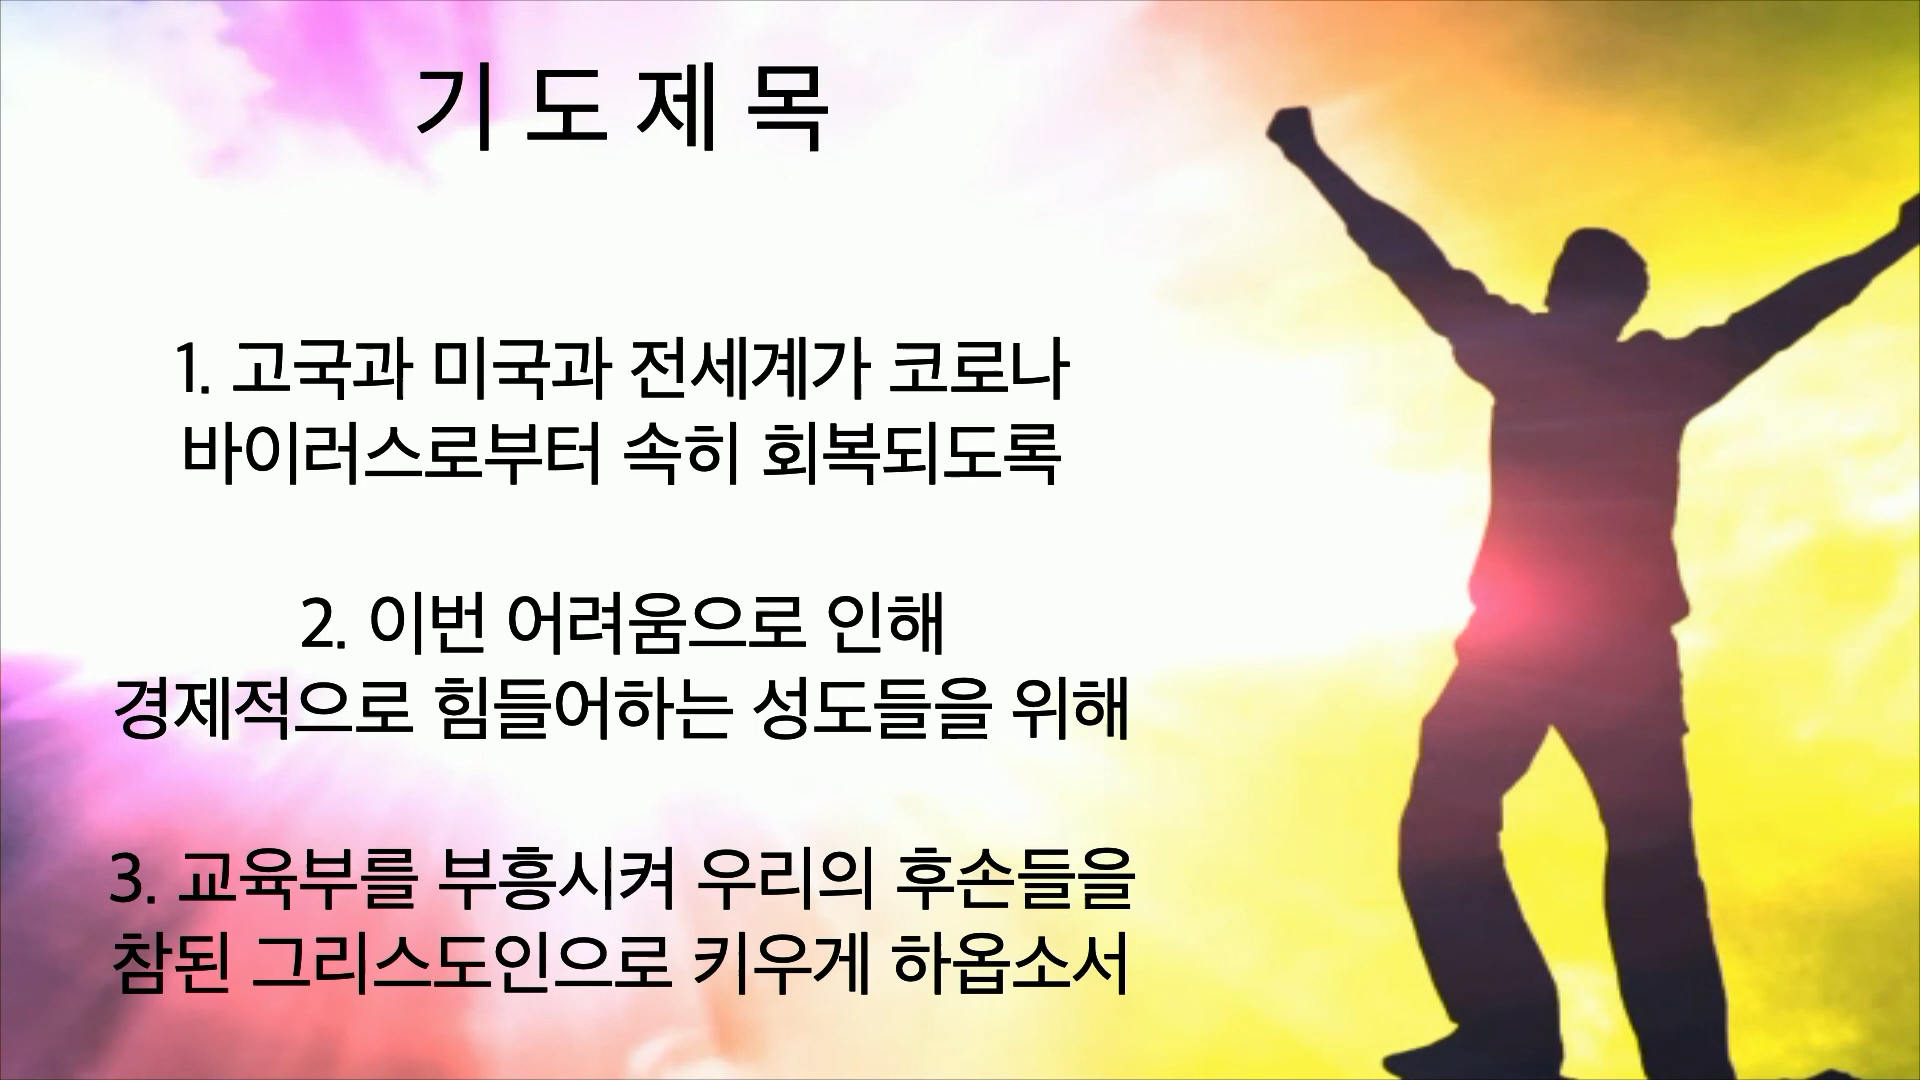 기 도 제 목
1. 고국과 미국과 전세계가 코로나
바이러스로부터 속히 회복되도록
2. 이번 어려움으로 인해
경제적으로 힘들어하는 성도들을 위해
3. 교육부를 부흥시켜 우리의 후손들을
참된 그리스도인으로 키우게 하옵소서